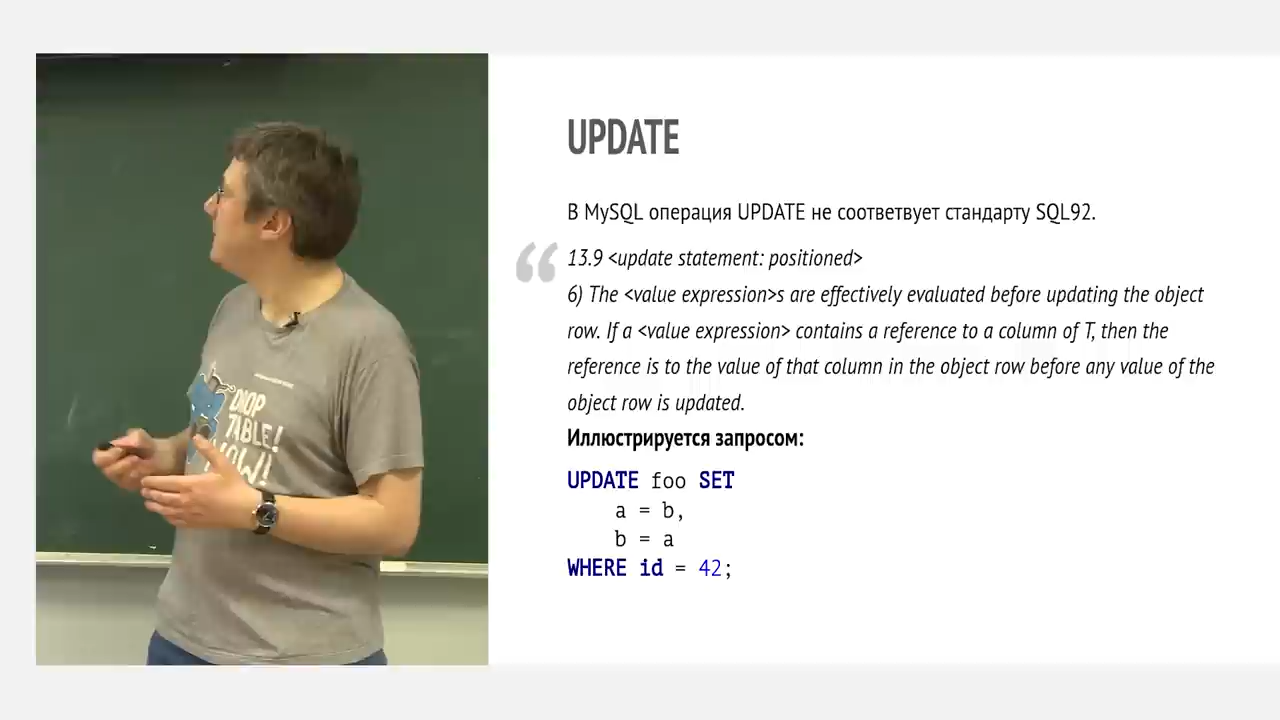 UPDATE
В MySQL операция UPDATE не соотвествует стандарту SQL92.
“
13.9 <update statement: positioned>
6) The <value expression>s are effectively evaluated before updating the object
row. If a <value expression> contains a reference to a column of T, then the
reference is to the value of that column in the object row before any value of the
object row is updated.
Иллюстрируется запросом:
UPDATE foo SET
a = b,
b = a
WHERE id = 42;
DROP
TABLE!